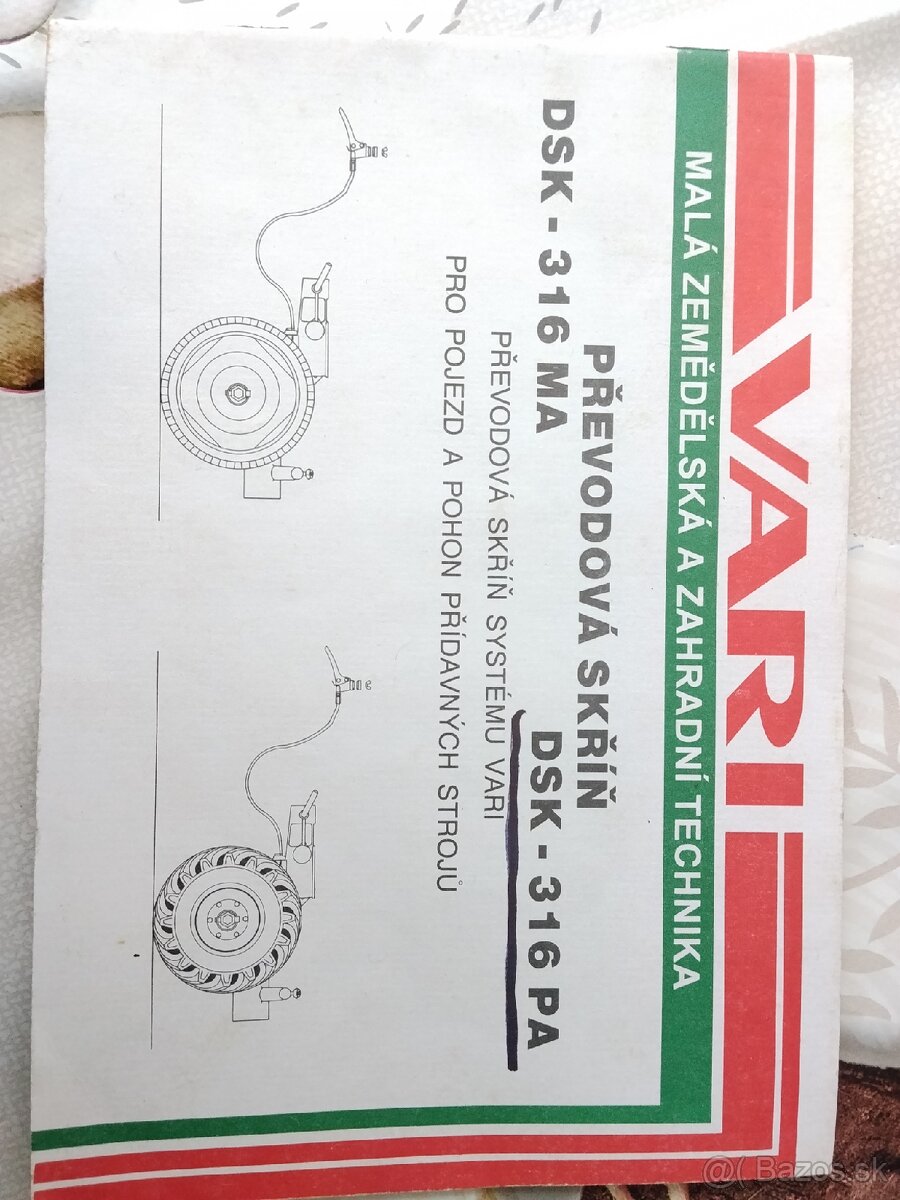 VARI
MALÁ ZEMĚDĚLSKÁ A ZAHRADNÍ TECHNIKA
PŘEVODOVÁ SKŘÍŇ
DSK - 316 MA DSK - 316 PA
PŘEVODOVÁ SKŘÍŇ SYSTÉMU VARI
PRO POJEZD A POHON PŘÍDAVNÝCH STROJŮ
@( Bazos.sk